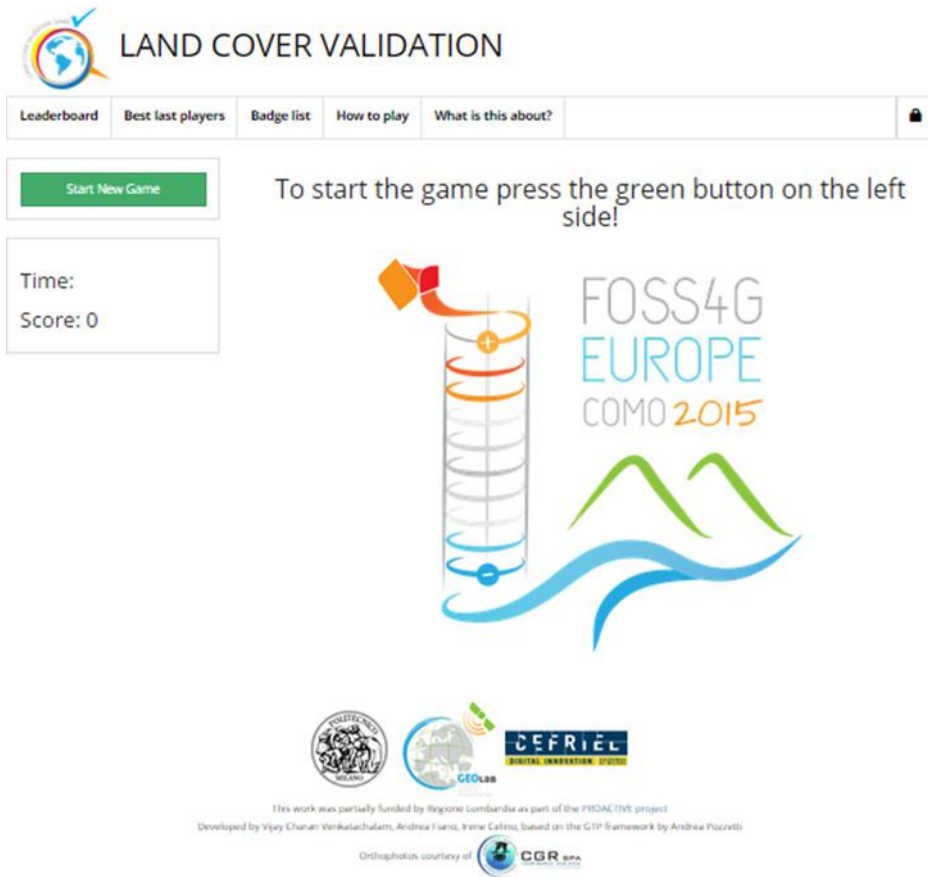 LAND COVER VALIDATION
Leaderboard
Best last players
Badge list
How to play
What is this about?
Start New Game
To start the game press the green button on the left
side!
Time:
Score: 0
FOSS4G
EUROPE
COMO 2015
POLITECNICO
MILANO
GEOLAB
CEFRIEL
DIGITAL INNOVATION
This work was partially funded by Regione Lombardia as part of the PROACTIVE project
Developed by Vijay Charan Venkatachalam, Andrea Fiano, Irene Celino, based on the GTP framework by Andrea Pozzetti
Orthophotos courtesy of
CGR SPA